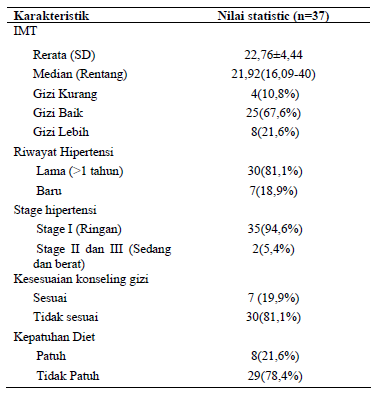 Karakteristik Nilai statistic (n=37)
IMT
Rerata (SD) 22,76±4,44
Median (Rentang) 21,92(16,09-40)
Gizi Kurang 4(10,8%)
Gizi Baik 25(67,6%)
Gizi Lebih 8(21,6%)
Riwayat Hipertensi
Lama (>1 tahun) 30(81,1%)
Baru 7(18,9%)
Stage hipertensi
Stage I (Ringan) 35(94,6%)
Stage II dan III (Sedang 2(5,4%)
dan berat)
Kesesuaian konseling gizi
Sesuai 7 (19,9%)
Tidak sesuai 30(81,1%)
Kepatuhan Diet
Patuh 8(21,6%)
Tidak Patuh 29(78,4%)